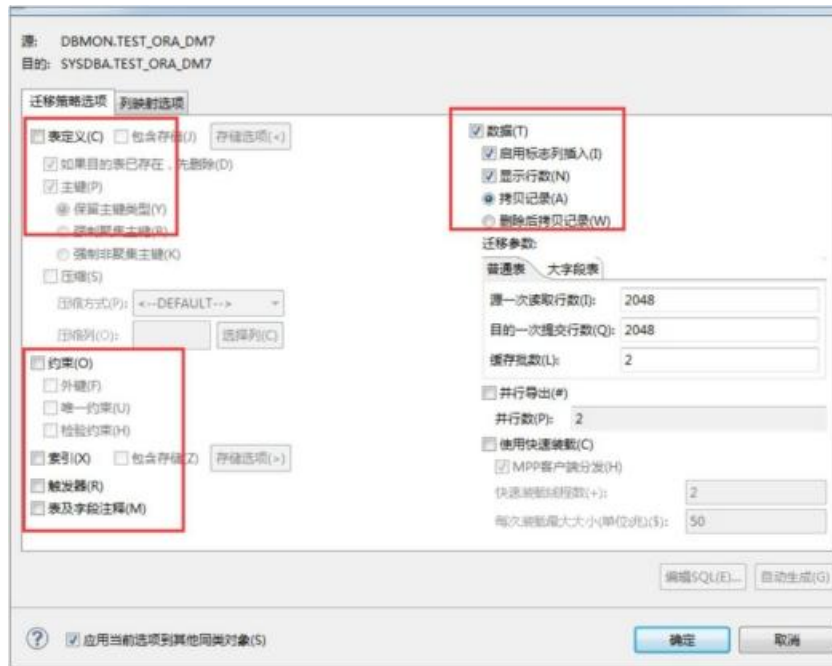 源: DBMON.TEST_ORA_DM7
目的: SYSDBA.TEST_ORA_DM7
迁移策略选项 列映射选项
表定义(C) 包含存储(J) 存储选项(<)
如果目的表已存在，先删除(D)
主键(P)
保留主键类型(Y)
强制聚集主键(B)
强制非聚集主键(K)
压缩(S)
压缩方式(P): <--DEFAULT-->
压缩列(O): 选择列(C)
约束(O)
外键(F)
唯一约束(U)
检验约束(H)
索引(X) 包含存储(Z) 存储选项(>)
触发器(R)
表及字段注释(M)
数据(T)
启用标志列插入(I)
显示行数(N)
拷贝记录(A)
删除后拷贝记录(W)
迁移参数:
普通表 大字段表
源一次读取行数(I): 2048
目的一次提交行数(Q): 2048
缓存批数(L): 2
并行导出(#)
并行数(P): 2
使用快速装载(C)
MPP客户端分发(H)
快速装载线程数(+): 2
每次装载最大大小(单位兆)($): 50
编辑SQL(E)... 自动生成(G)
应用当前选项到其他同类对象(S)
确定 取消